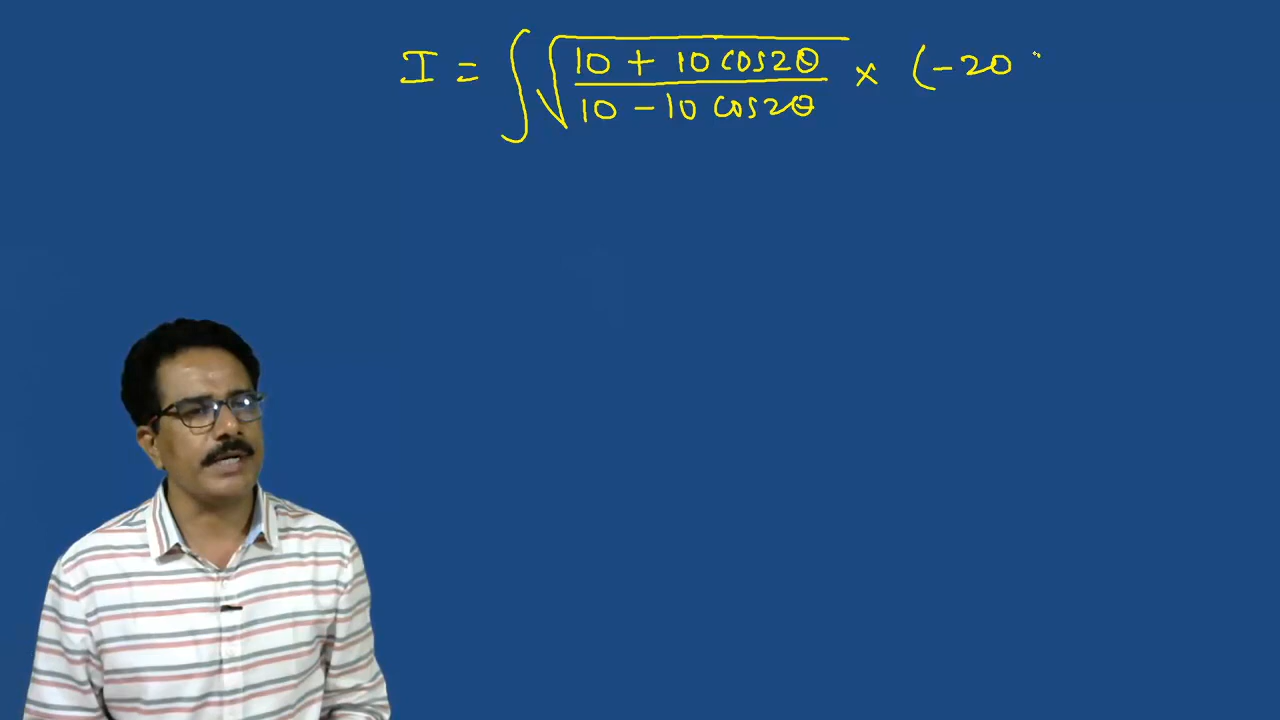 I = ∫ √((10 + 10 cos2θ)/(10 − 10 cos2θ)) × (−20